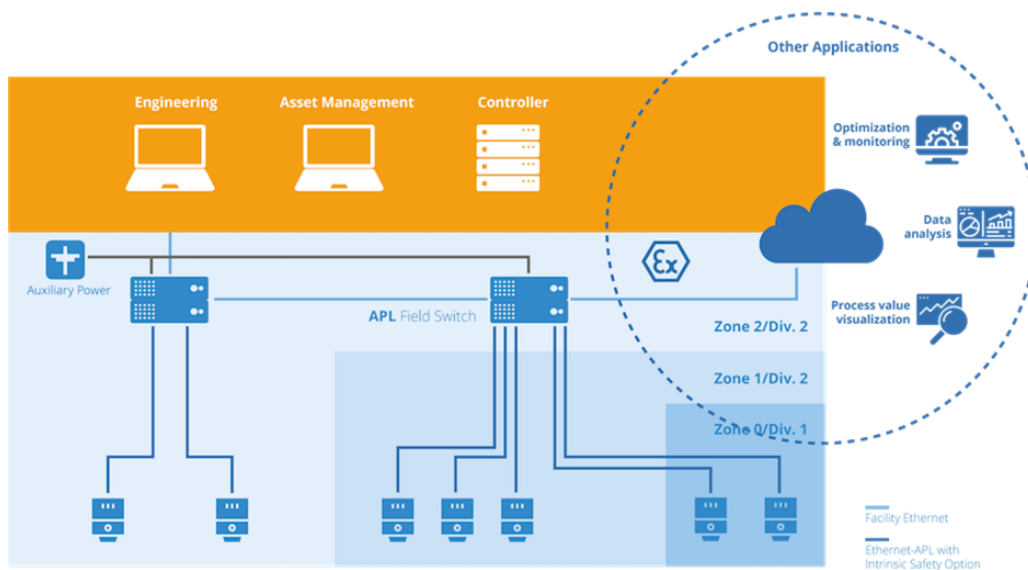 Other Applications
Engineering
Asset Management
Controller
Optimization
& monitoring
Data
analysis
Ex
Auxiliary Power
APL Field Switch
Process value
visualization
Zone 2/Div. 2
Zone 1/Div. 2
Zone 0/Div. 1
Facility Ethernet
Ethernet-APL with
Intrinsic Safety Option